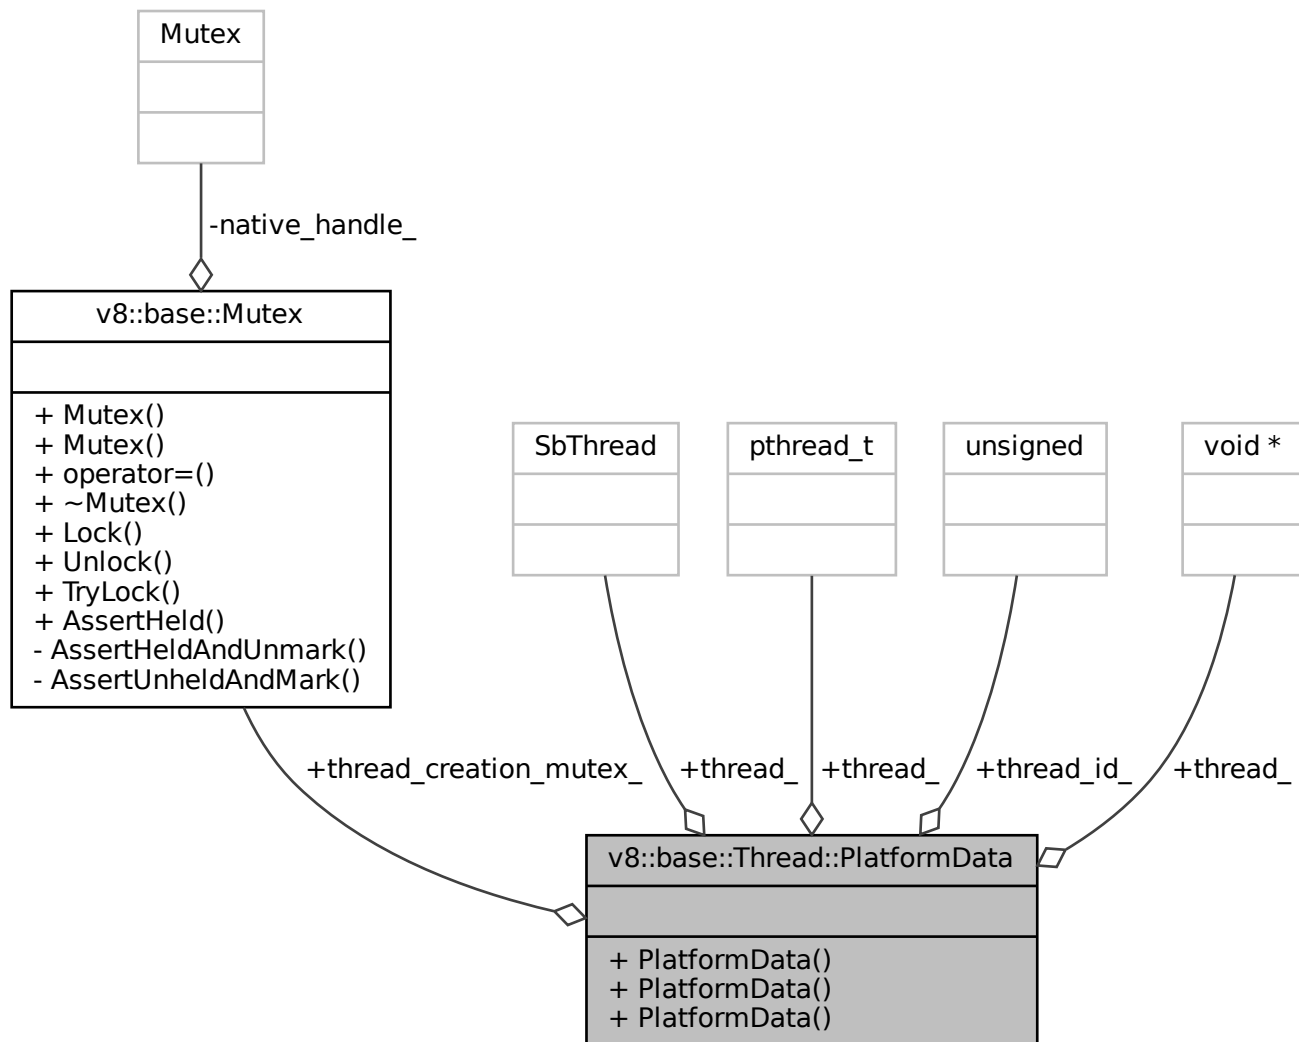 Mutex
-native_handle_
v8::base::Mutex
+ Mutex()
+ Mutex()
+ operator=()
+ ~Mutex()
+ Lock()
+ Unlock()
+ TryLock()
+ AssertHeld()
- AssertHeldAndUnmark()
- AssertUnheldAndMark()
SbThread
pthread_t
unsigned
void *
+thread_creation_mutex_
+thread_
+thread_
+thread_id_
+thread_
v8::base::Thread::PlatformData
+ PlatformData()
+ PlatformData()
+ PlatformData()